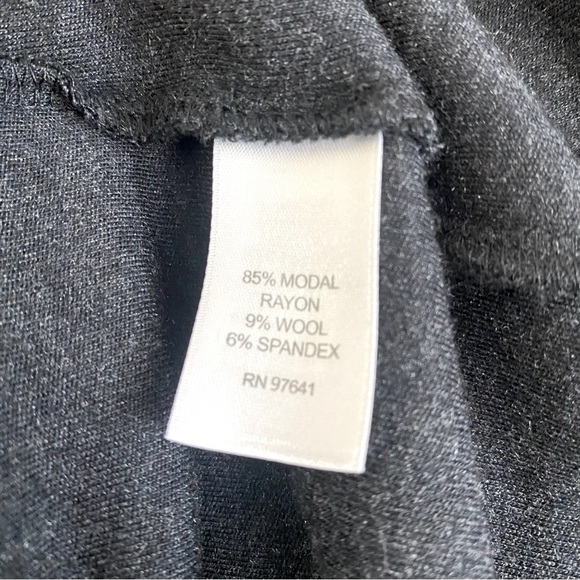 85% MODAL
RAYON
9% WOOL
6% SPANDEX
RN 97641